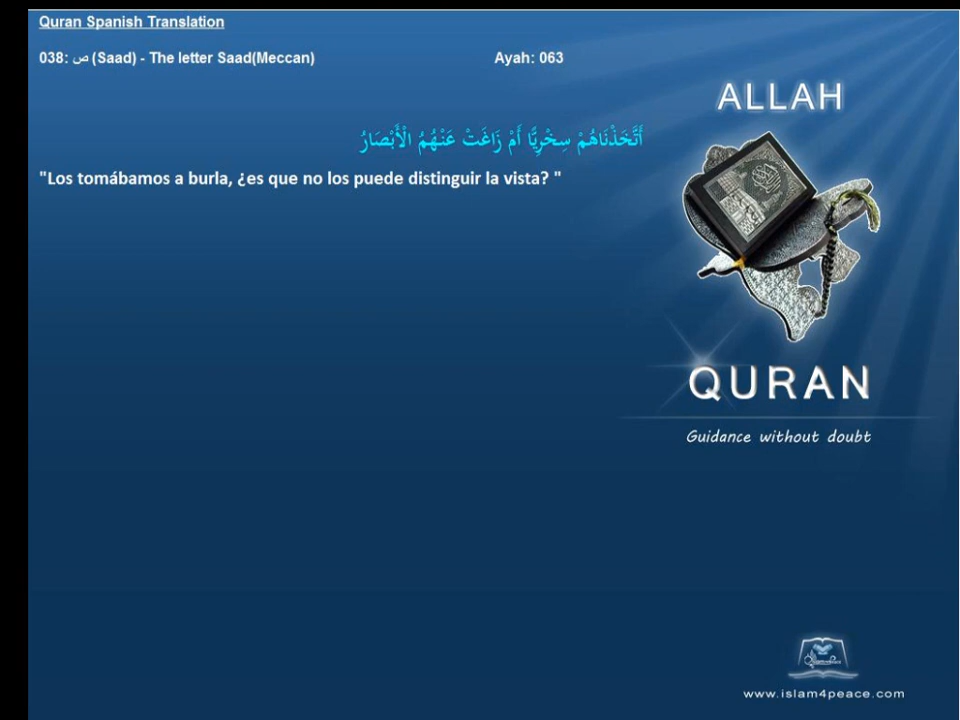 Quran Spanish Translation
038: ص (Saad) - The letter Saad(Meccan) Ayah: 063
أَتَّخَذْنَاهُمْ سِخْرِيًّا أَمْ زَاغَتْ عَنْهُمُ الْأَبْصَارُ
"Los tomábamos a burla, ¿es que no los puede distinguir la vista? "
ALLAH
QURAN
Guidance without doubt
www.islam4peace.com